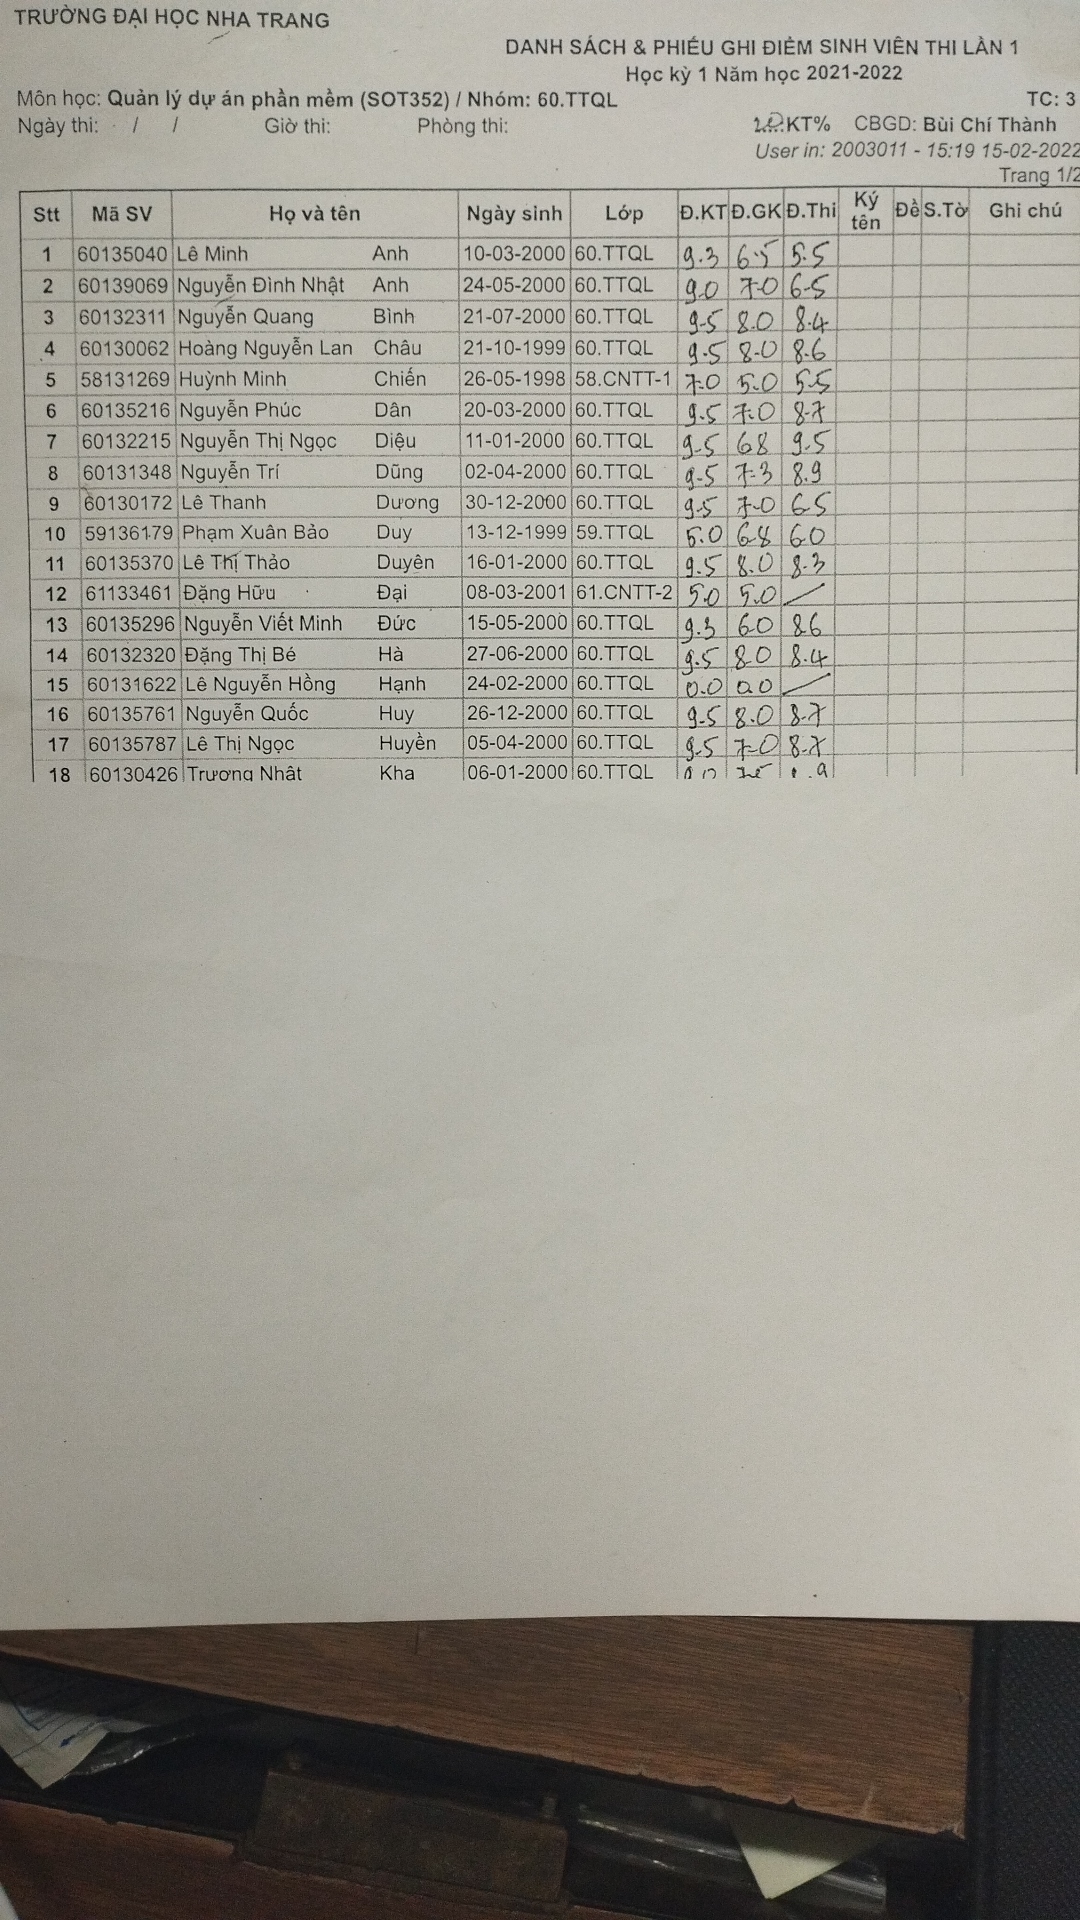 TRƯỜNG ĐẠI HỌC NHA TRANG
DANH SÁCH & PHIẾU GHI ĐIỂM SINH VIÊN THI LẦN 1
Học kỳ 1 Năm học 2021-2022
Môn học: Quản lý dự án phần mềm (SOT352) / Nhóm: 60.TTQL TC: 3
Ngày thi: / / Giờ thi: Phòng thi: KT% CBGD: Bùi Chí Thành
User in: 2003011 - 15:19 15-02-2022
Trang 1/2
Stt Mã SV Họ và tên Ngày sinh Lớp Đ.KT Đ.GK Đ.Thi Ký tên Đề S.Tờ Ghi chú
1 60135040 Lê Minh Anh 10-03-2000 60.TTQL 9.3 6.5 5.5
2 60139069 Nguyễn Đình Nhật Anh 24-05-2000 60.TTQL 9.0 7.0 6.5
3 60132311 Nguyễn Quang Bình 21-07-2000 60.TTQL 9.5 8.0 8.4
4 60130062 Hoàng Nguyễn Lan Châu 21-10-1999 60.TTQL 9.5 8.0 8.6
5 58131269 Huỳnh Minh Chiến 26-05-1998 58.CNTT-1 7.0 5.0 5.5
6 60135216 Nguyễn Phúc Dân 20-03-2000 60.TTQL 9.5 7.0 8.7
7 60132215 Nguyễn Thị Ngọc Diệu 11-01-2000 60.TTQL 9.5 6.8 9.5
8 60131348 Nguyễn Trí Dũng 02-04-2000 60.TTQL 9.5 7.3 8.9
9 60130172 Lê Thanh Dương 30-12-2000 60.TTQL 9.5 7.0 6.5
10 59136179 Phạm Xuân Bảo Duy 13-12-1999 59.TTQL 5.0 6.8 6.0
11 60135370 Lê Thị Thảo Duyên 16-01-2000 60.TTQL 9.5 8.0 8.3
12 61133461 Đặng Hữu Đại 08-03-2001 61.CNTT-2 5.0 5.0
13 60135296 Nguyễn Viết Minh Đức 15-05-2000 60.TTQL 9.3 6.0 8.6
14 60132320 Đặng Thị Bé Hà 27-06-2000 60.TTQL 9.5 8.0 8.4
15 60131622 Lê Nguyễn Hồng Hạnh 24-02-2000 60.TTQL 0.0 0.0
16 60135761 Nguyễn Quốc Huy 26-12-2000 60.TTQL 9.5 8.0 8.7
17 60135787 Lê Thị Ngọc Huyền 05-04-2000 60.TTQL 9.5 7.0 8.7
18 60130426 Trương Nhật Kha 06-01-2000 60.TTQL